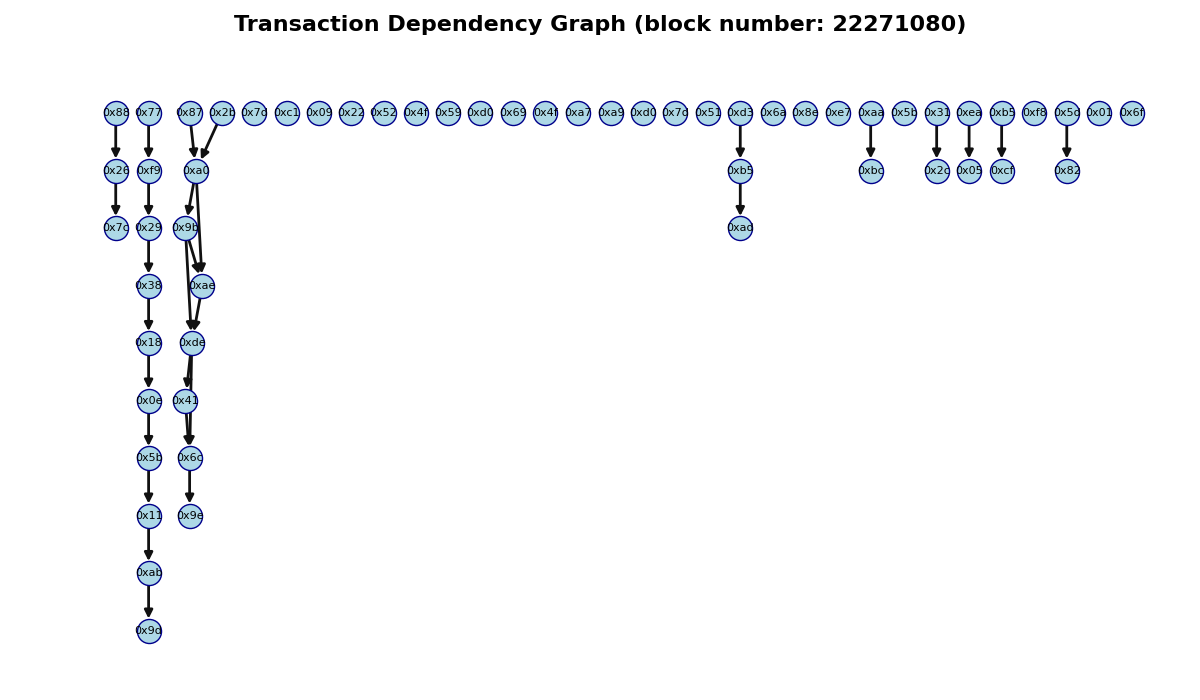 Transaction Dependency Graph (block number: 22271080)
0x88 0x77 0x87 0x2b 0x7d 0xc1 0x09 0x22 0x52 0x4f 0x59 0xd0 0x69 0x4f 0xa7 0xa9 0xd0 0x7d 0x51 0xd3 0x6a 0x8e 0xe7 0xaa 0x5b 0x31 0xea 0xb5 0xf8 0x5d 0x01 0x6f
0x26 0xf9 0xa0 0xb5 0xbc 0x2c 0x05 0xcf 0x82
0x7c 0x29 0x9b 0xad
0x38 0xae
0x18 0xde
0x0e 0x41
0x5b 0x6c
0x11 0x9e
0xab
0x9d